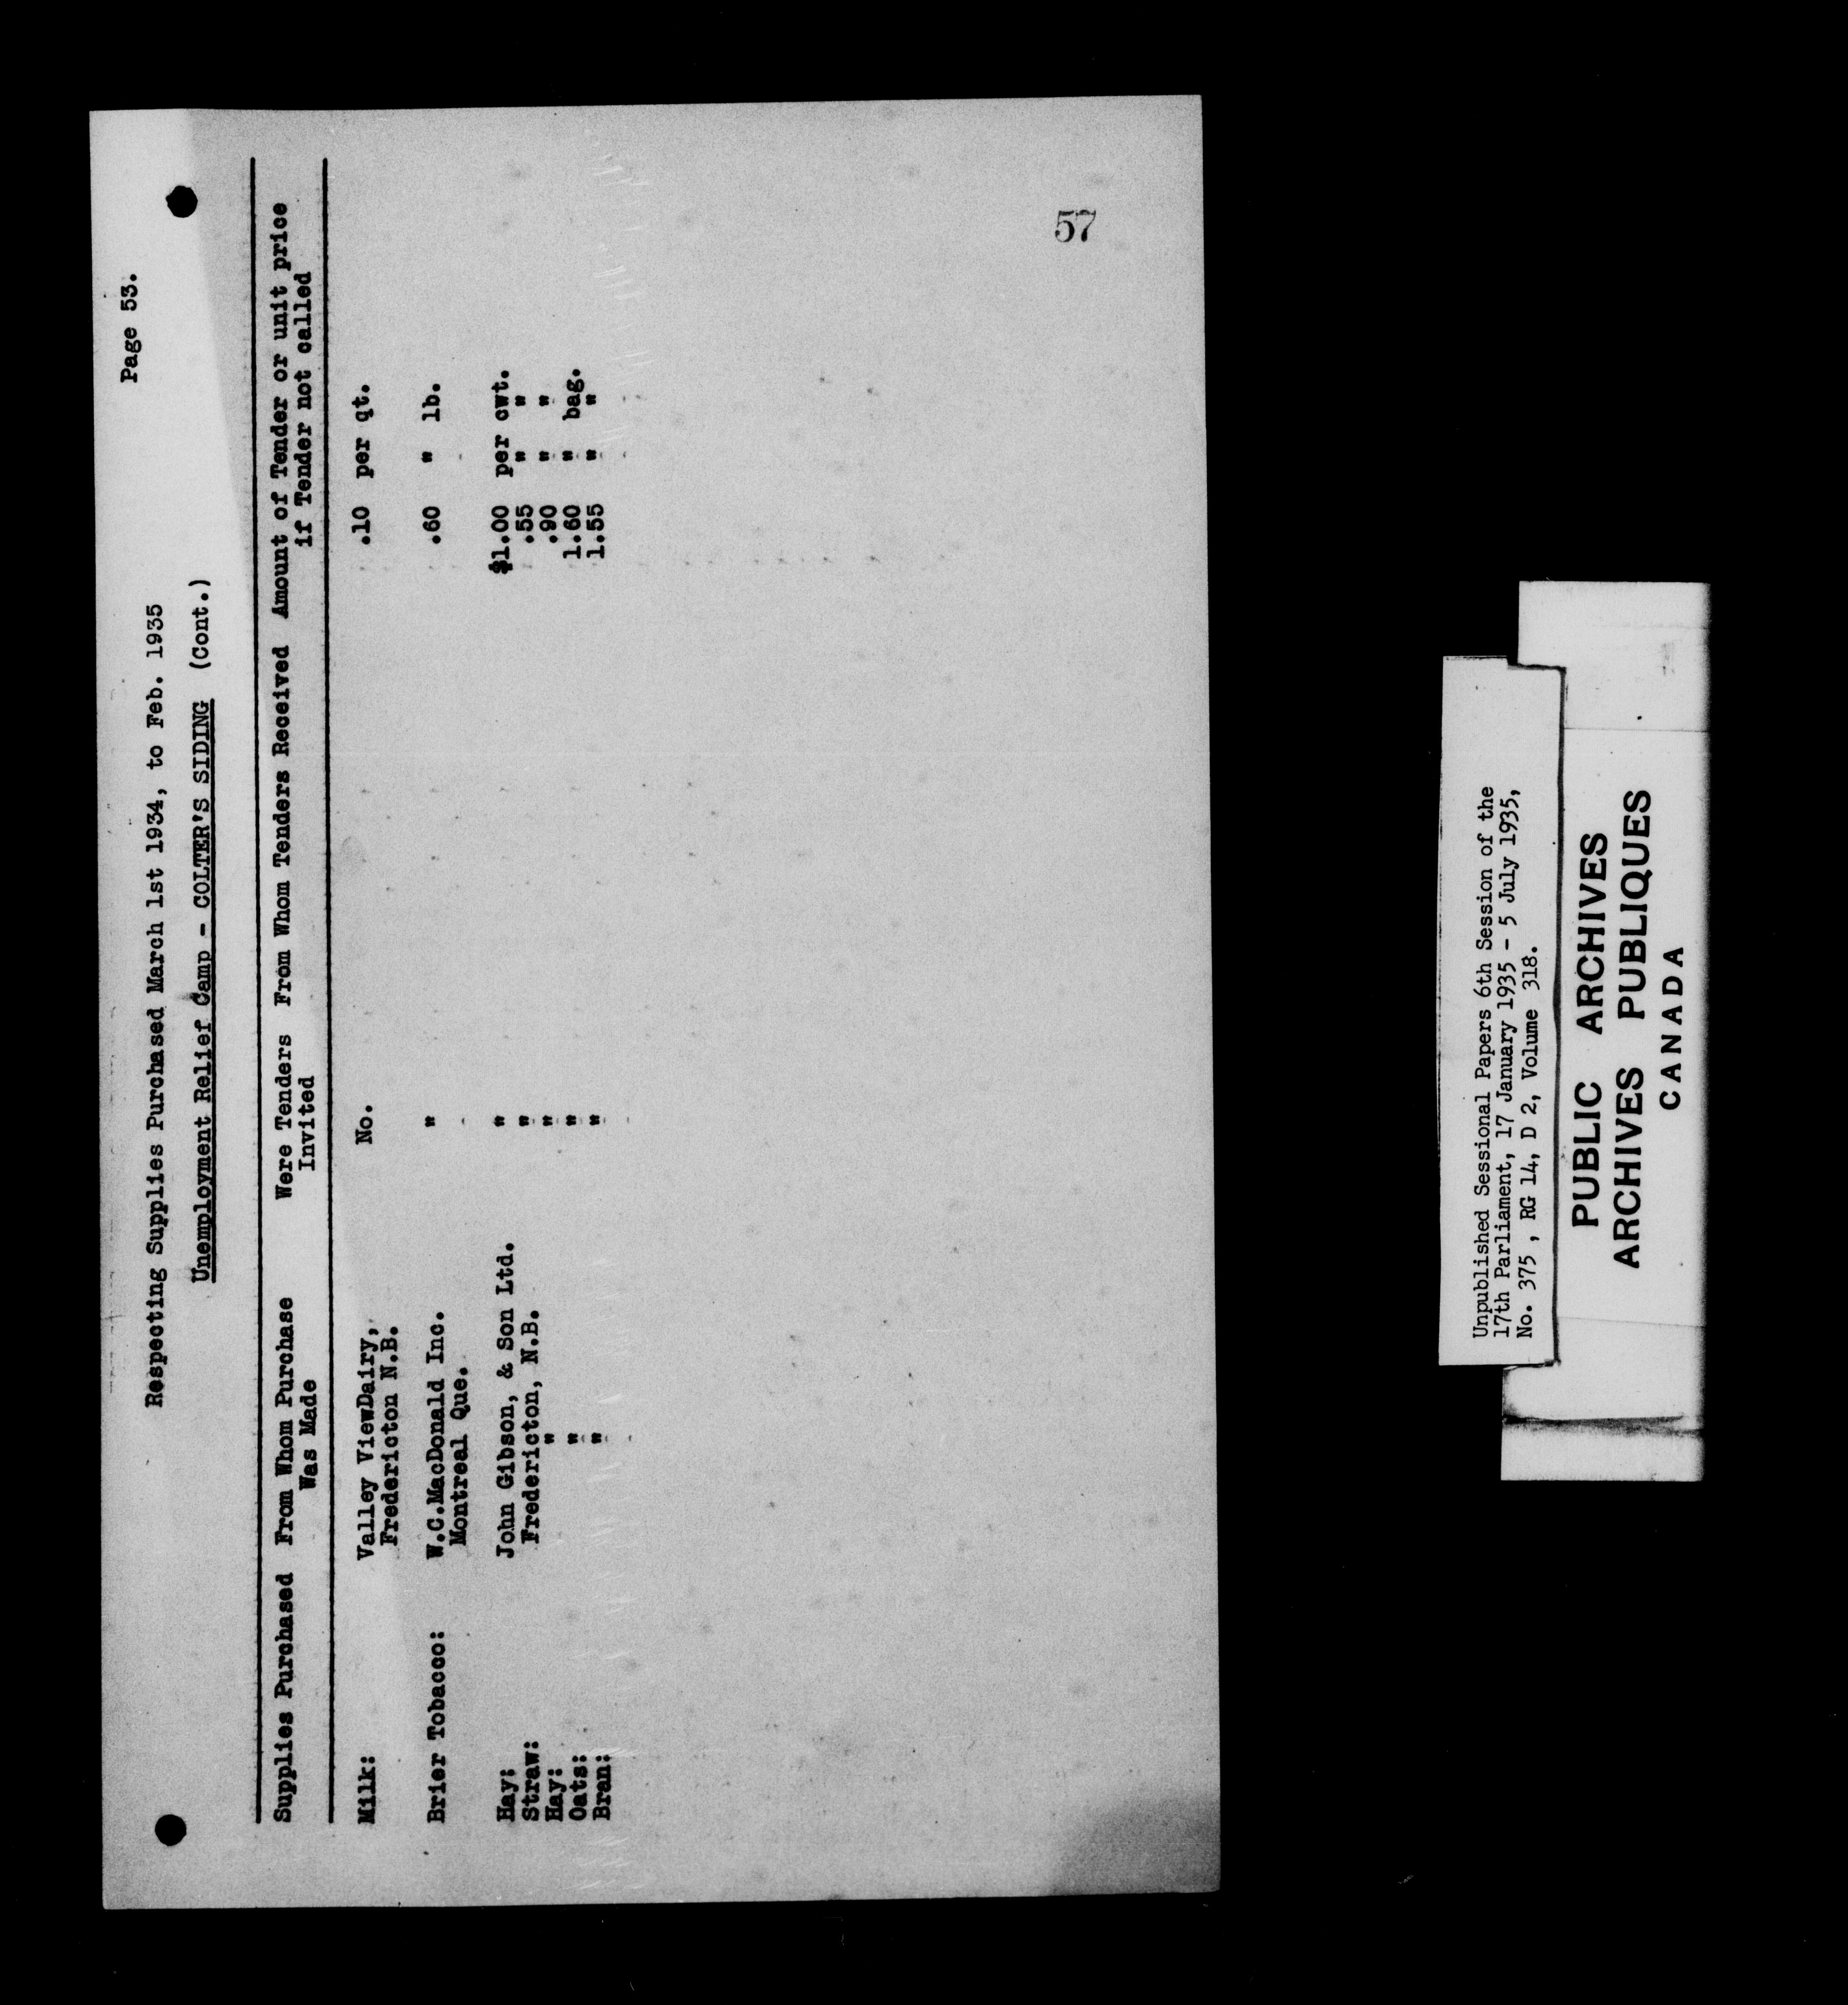 Page 53.
Respecting Supplies Purchased March 1st 1934, to Feb. 1935
Unemployment Relief Camp - COLTER'S SIDING (Cont.)
Supplies Purchased From Whom Purchase Were Tenders From Whom Tenders Received Amount of Tender or unit price
Was Made Invited if Tender not called
Milk: Valley ViewDairy, No. .10 per qt.
Fredericton N.B.
Brier Tobacco: W.C.MacDonald Inc. " .60 " lb.
Montreal Que.
Hay: John Gibson, & Son Ltd. " $1.00 per cwt.
Straw: Fredericton, N.B. " .55 " "
Hay: " " .90 " "
Oats: " " 1.60 " bag.
Bran: " " 1.55 " "
57
Unpublished Sessional Papers 6th Session of the
17th Parliament, 17 January 1935 - 5 July 1935,
No. 375 , RG 14, D 2, Volume 318.
PUBLIC ARCHIVES
ARCHIVES PUBLIQUES
CANADA